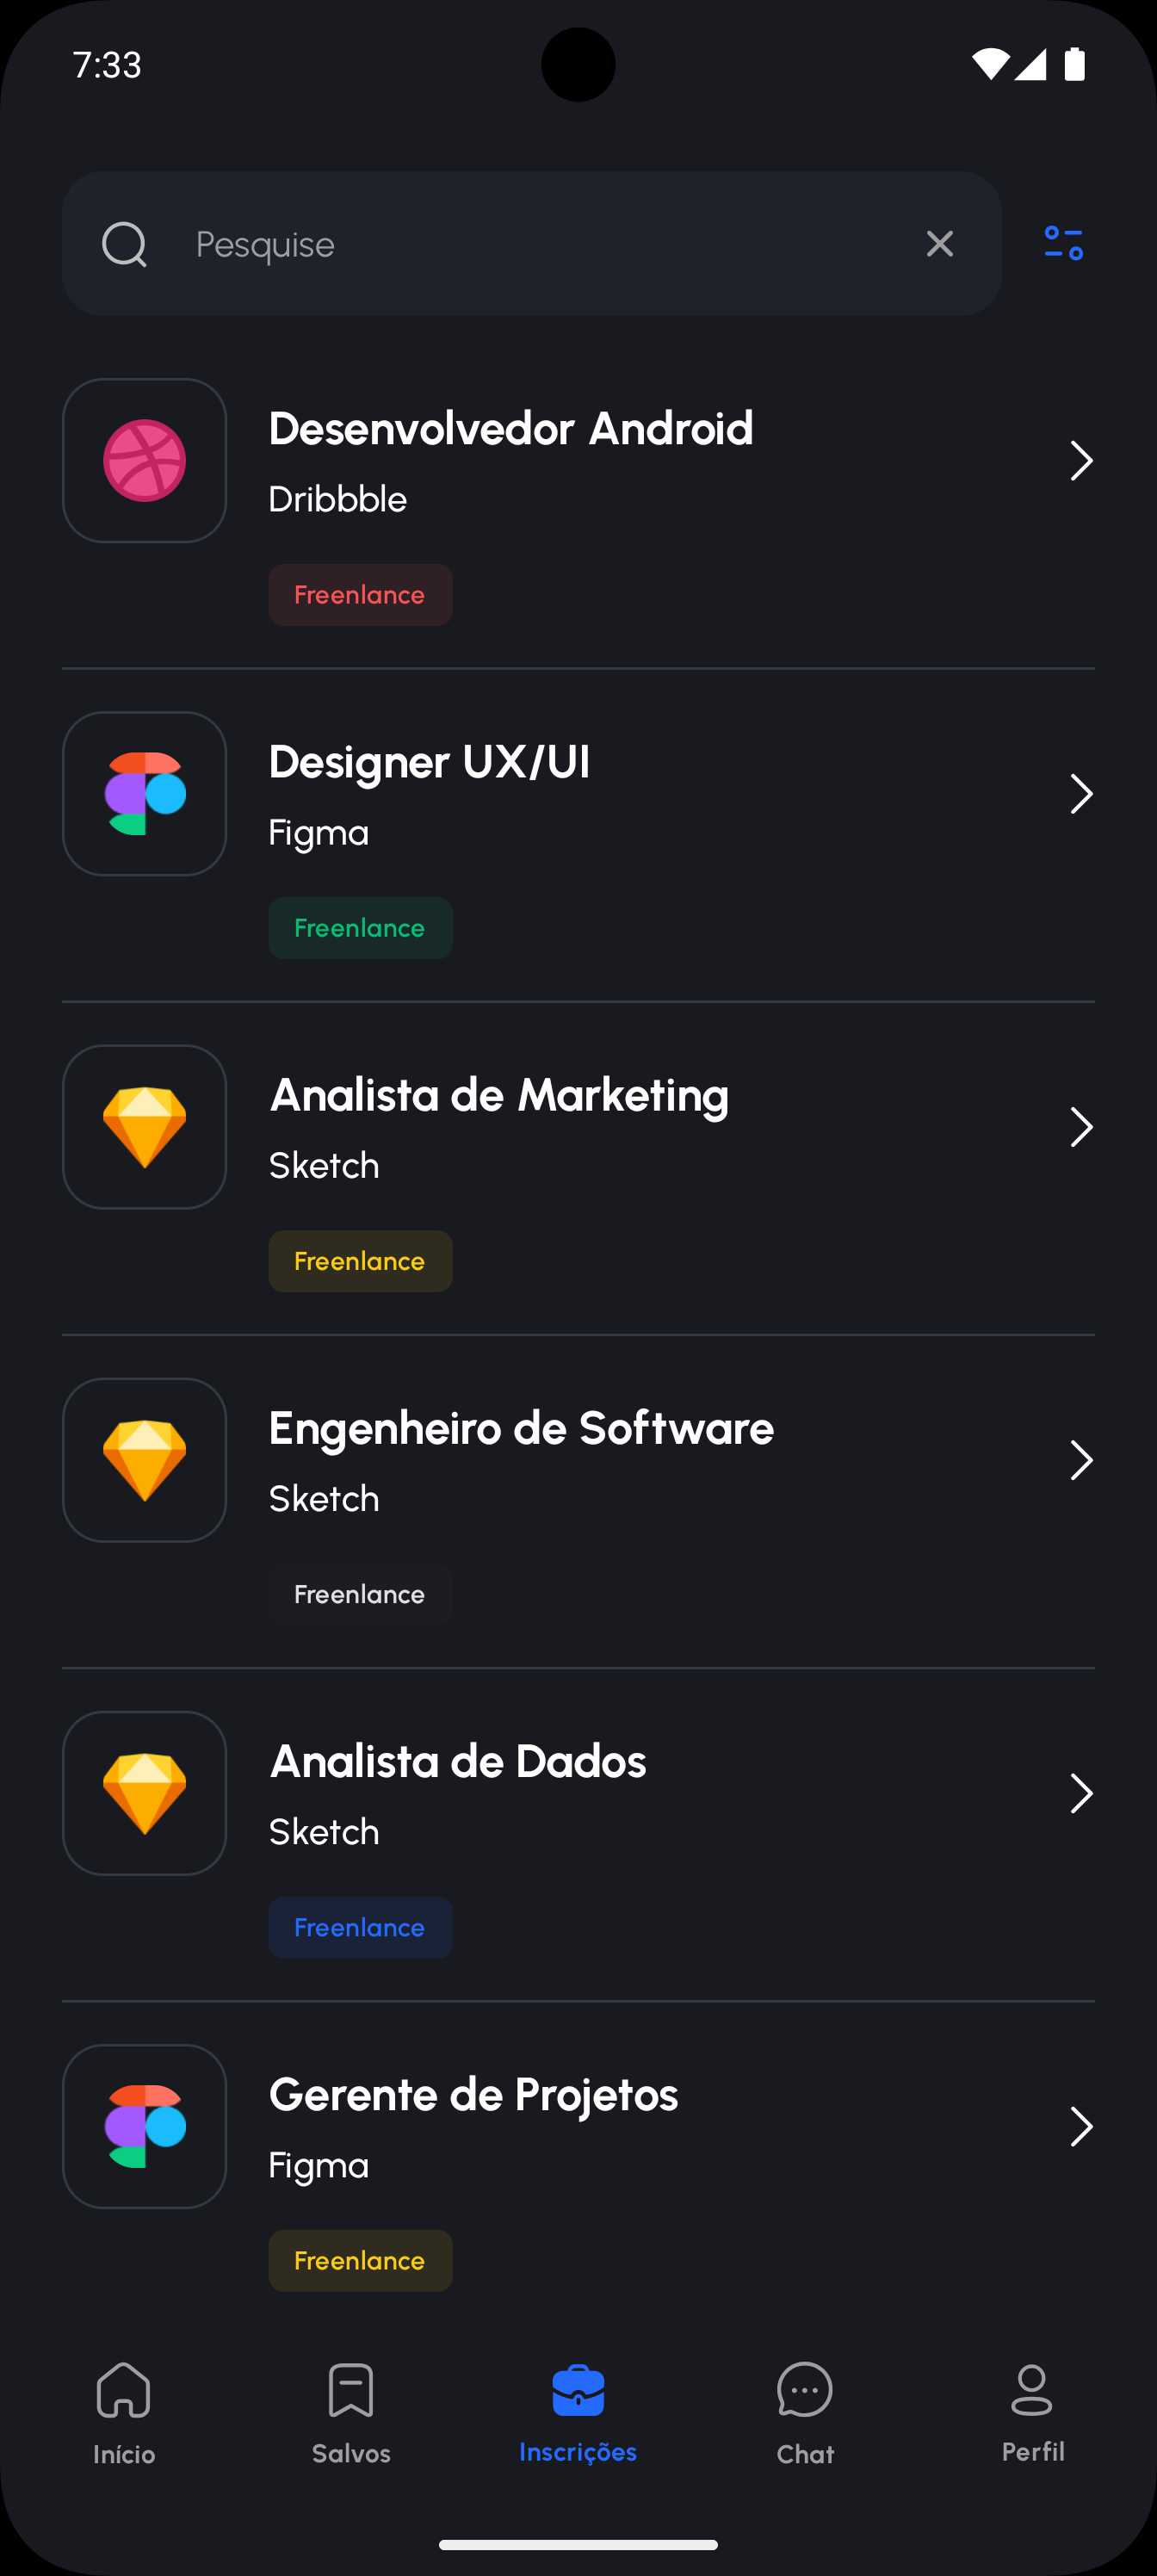 7:33
Pesquise
Desenvolvedor Android
Dribbble
Freenlance
Designer UX/UI
Figma
Freenlance
Analista de Marketing
Sketch
Freenlance
Engenheiro de Software
Sketch
Freenlance
Analista de Dados
Sketch
Freenlance
Gerente de Projetos
Figma
Freenlance
Início
Salvos
Inscrições
Chat
Perfil